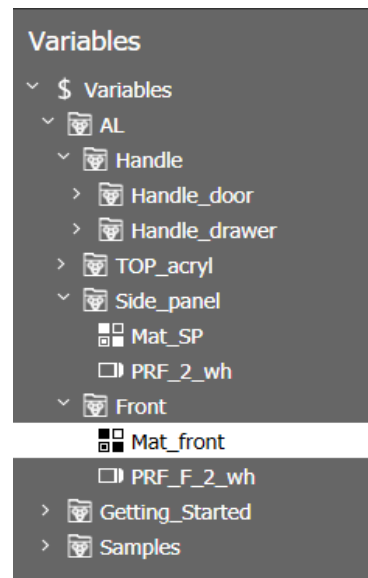 Variables
$ Variables
AL
Handle
Handle_door
Handle_drawer
TOP_acryl
Side_panel
Mat_SP
PRF_2_wh
Front
Mat_front
PRF_F_2_wh
Getting_Started
Samples